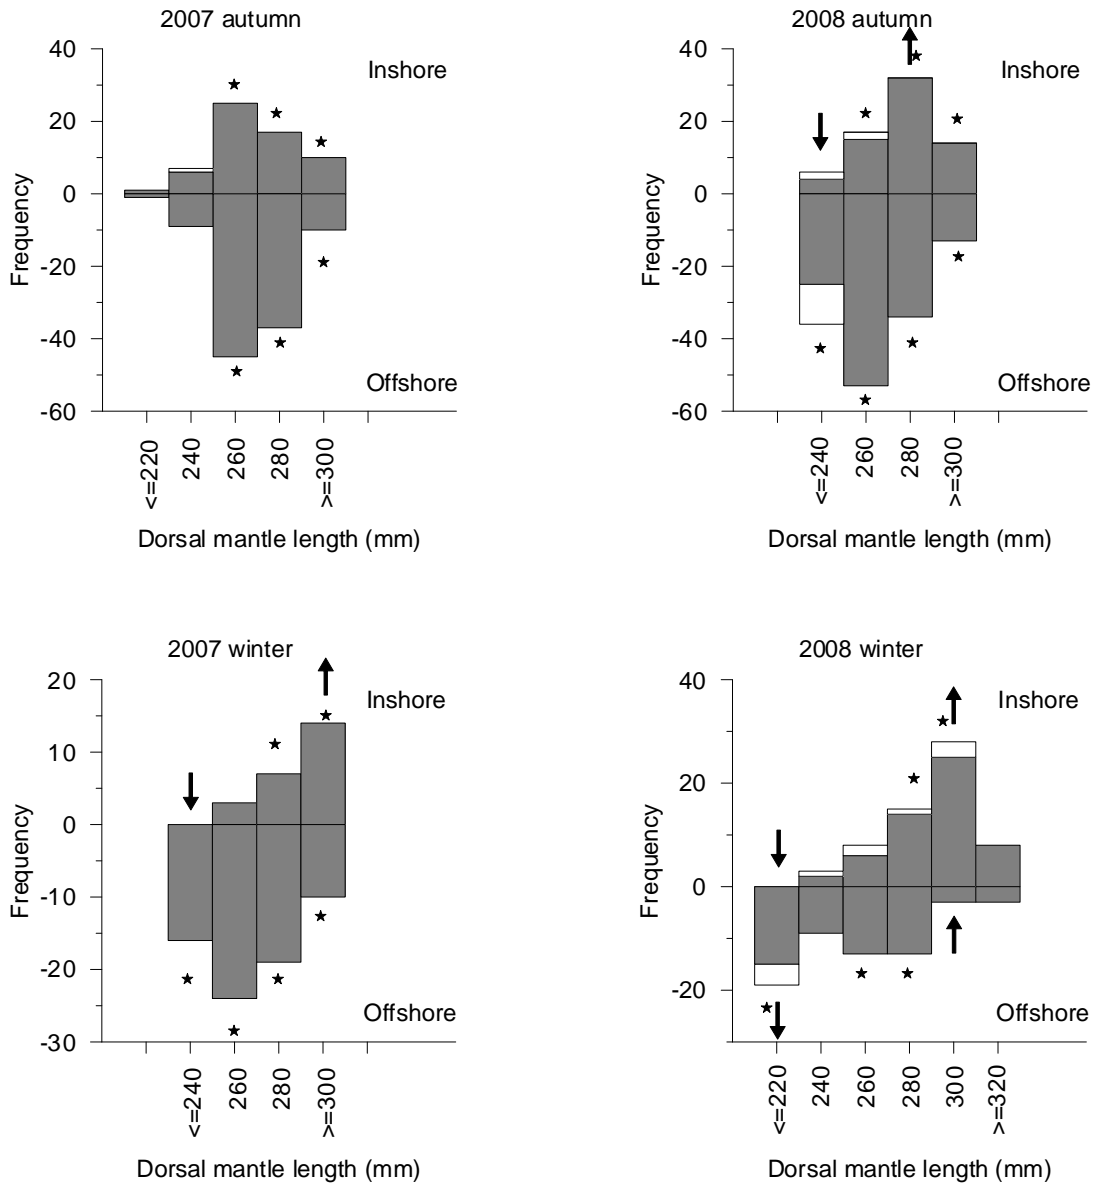 2007 autumn
40
20
0
-20
-40
-60
Frequency
Inshore
Offshore
<=220
240
260
280
>=300
Dorsal mantle length (mm)
2008 autumn
40
20
0
-20
-40
-60
Frequency
Inshore
Offshore
<=240
260
280
>=300
Dorsal mantle length (mm)
2007 winter
20
10
0
-10
-20
-30
Frequency
Inshore
Offshore
<=240
260
280
>=300
Dorsal mantle length (mm)
2008 winter
40
20
0
-20
Frequency
Inshore
Offshore
<=220
240
260
280
300
>=320
Dorsal mantle length (mm)